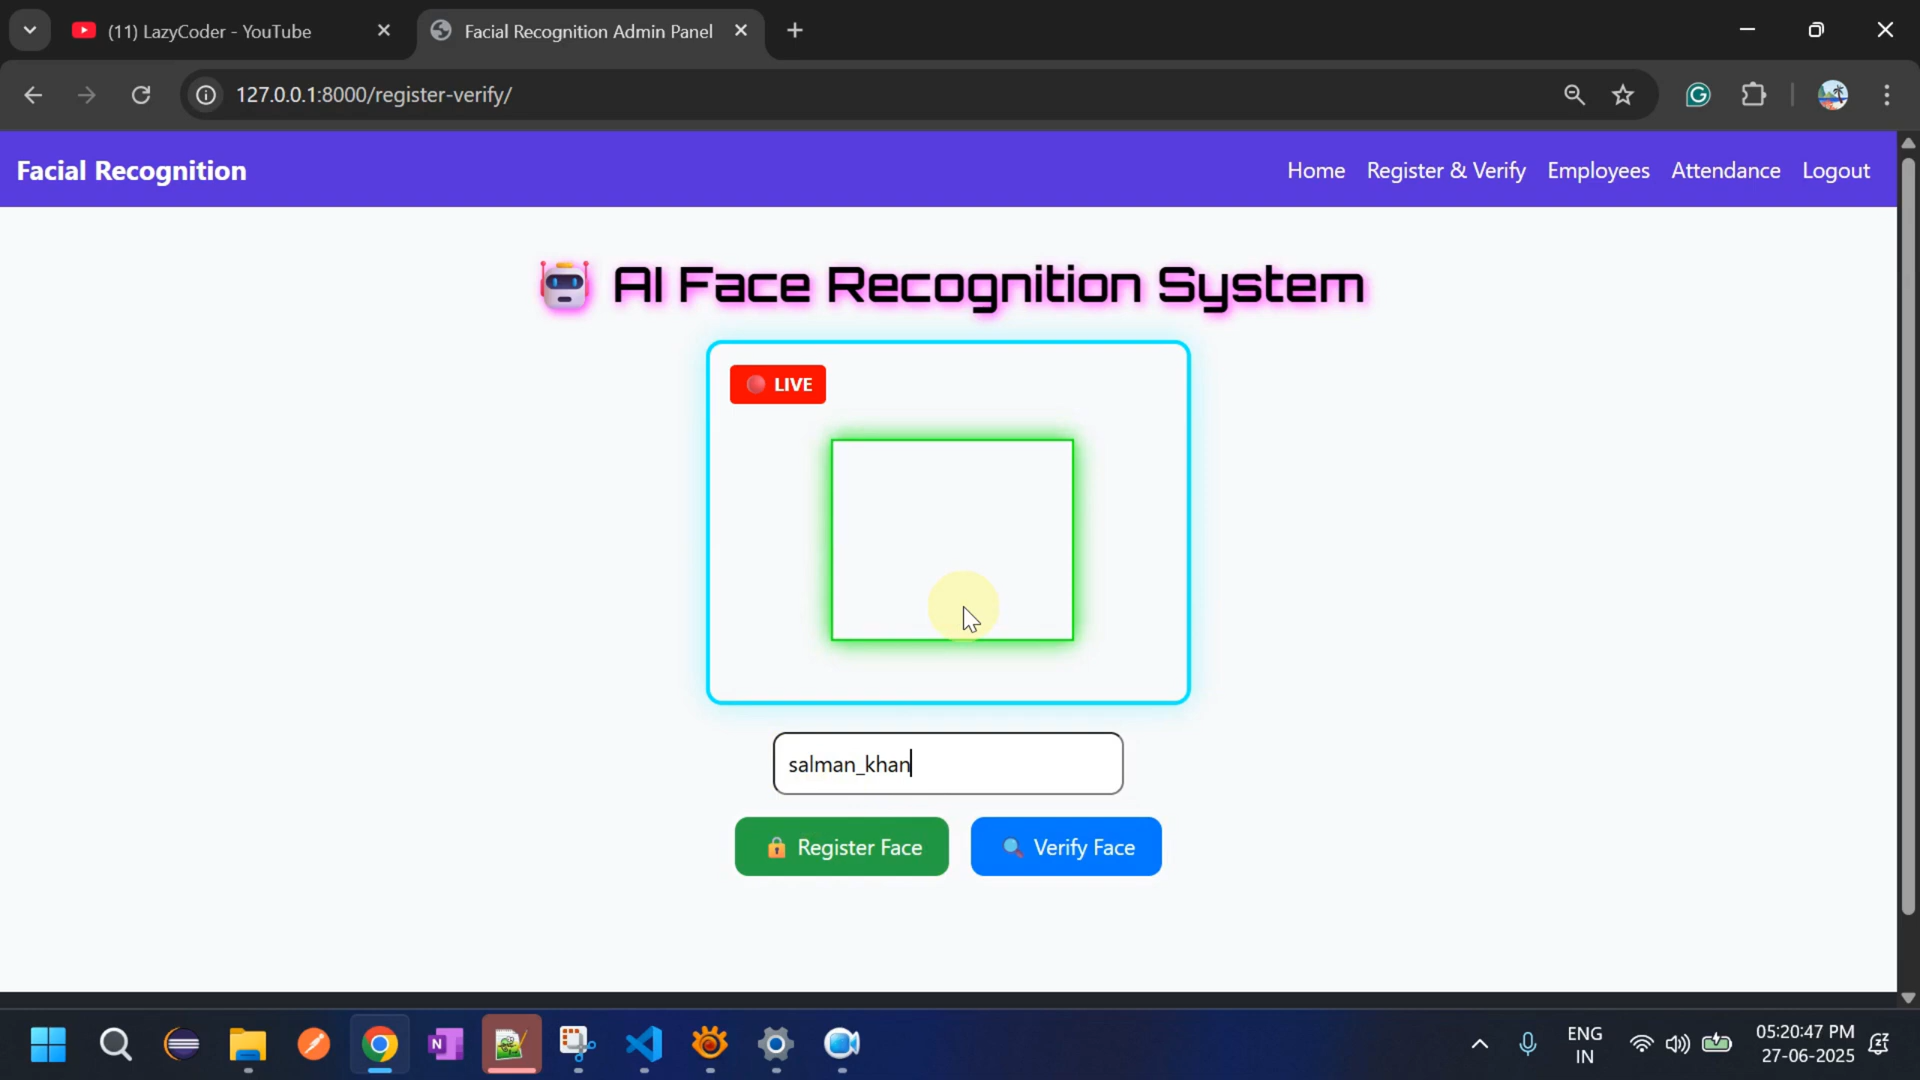 (11) LazyCoder - YouTube
Facial Recognition Admin Panel
127.0.0.1:8000/register-verify/
Facial Recognition
Home Register & Verify Employees Attendance Logout
AI Face Recognition System
LIVE
salman_khan
Register Face
Verify Face
ENG
IN
05:20:47 PM
27-06-2025